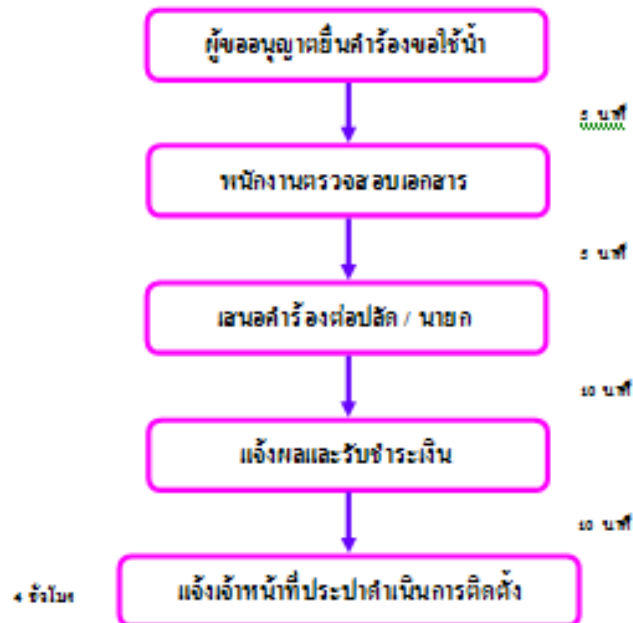 ผู้ขออนุญาตยื่นคำร้องขอใช้น้ำ
5 นาที
พนักงานตรวจสอบเอกสาร
5 นาที
เสนอคำร้องต่อปลัด / นายก
10 นาที
แจ้งผลและรับชำระเงิน
10 นาที
แจ้งเจ้าหน้าที่ประปาดำเนินการติดตั้ง
4 ชั่วโมง